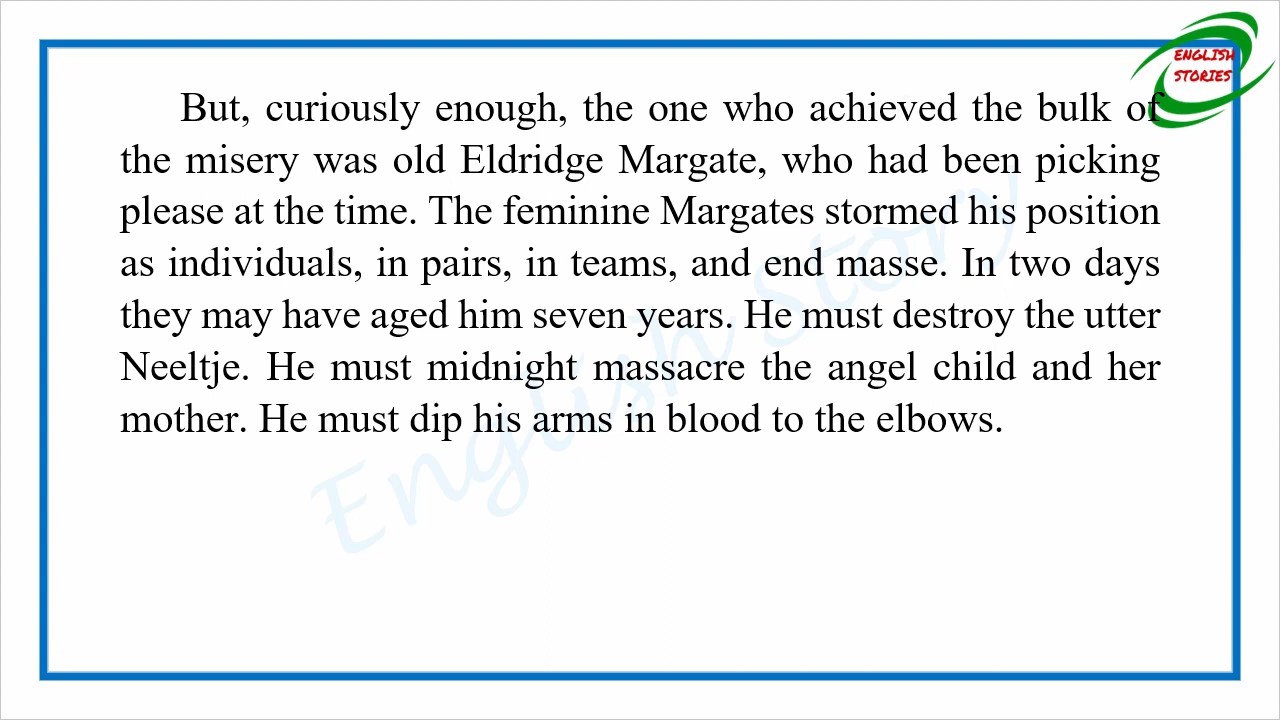 ENGLISH
STORIES
But, curiously enough, the one who achieved the bulk of
the misery was old Eldridge Margate, who had been picking
please at the time. The feminine Margates stormed his position
as individuals, in pairs, in teams, and end masse. In two days
they may have aged him seven years. He must destroy the utter
Neeltje. He must midnight massacre the angel child and her
mother. He must dip his arms in blood to the elbows.
English Story